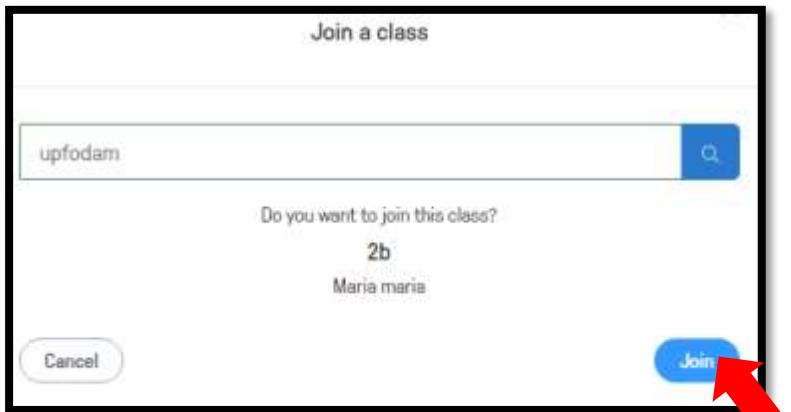 Join a class
upfodam
Do you want to join this class?
2b
Maria maria
Cancel
Join